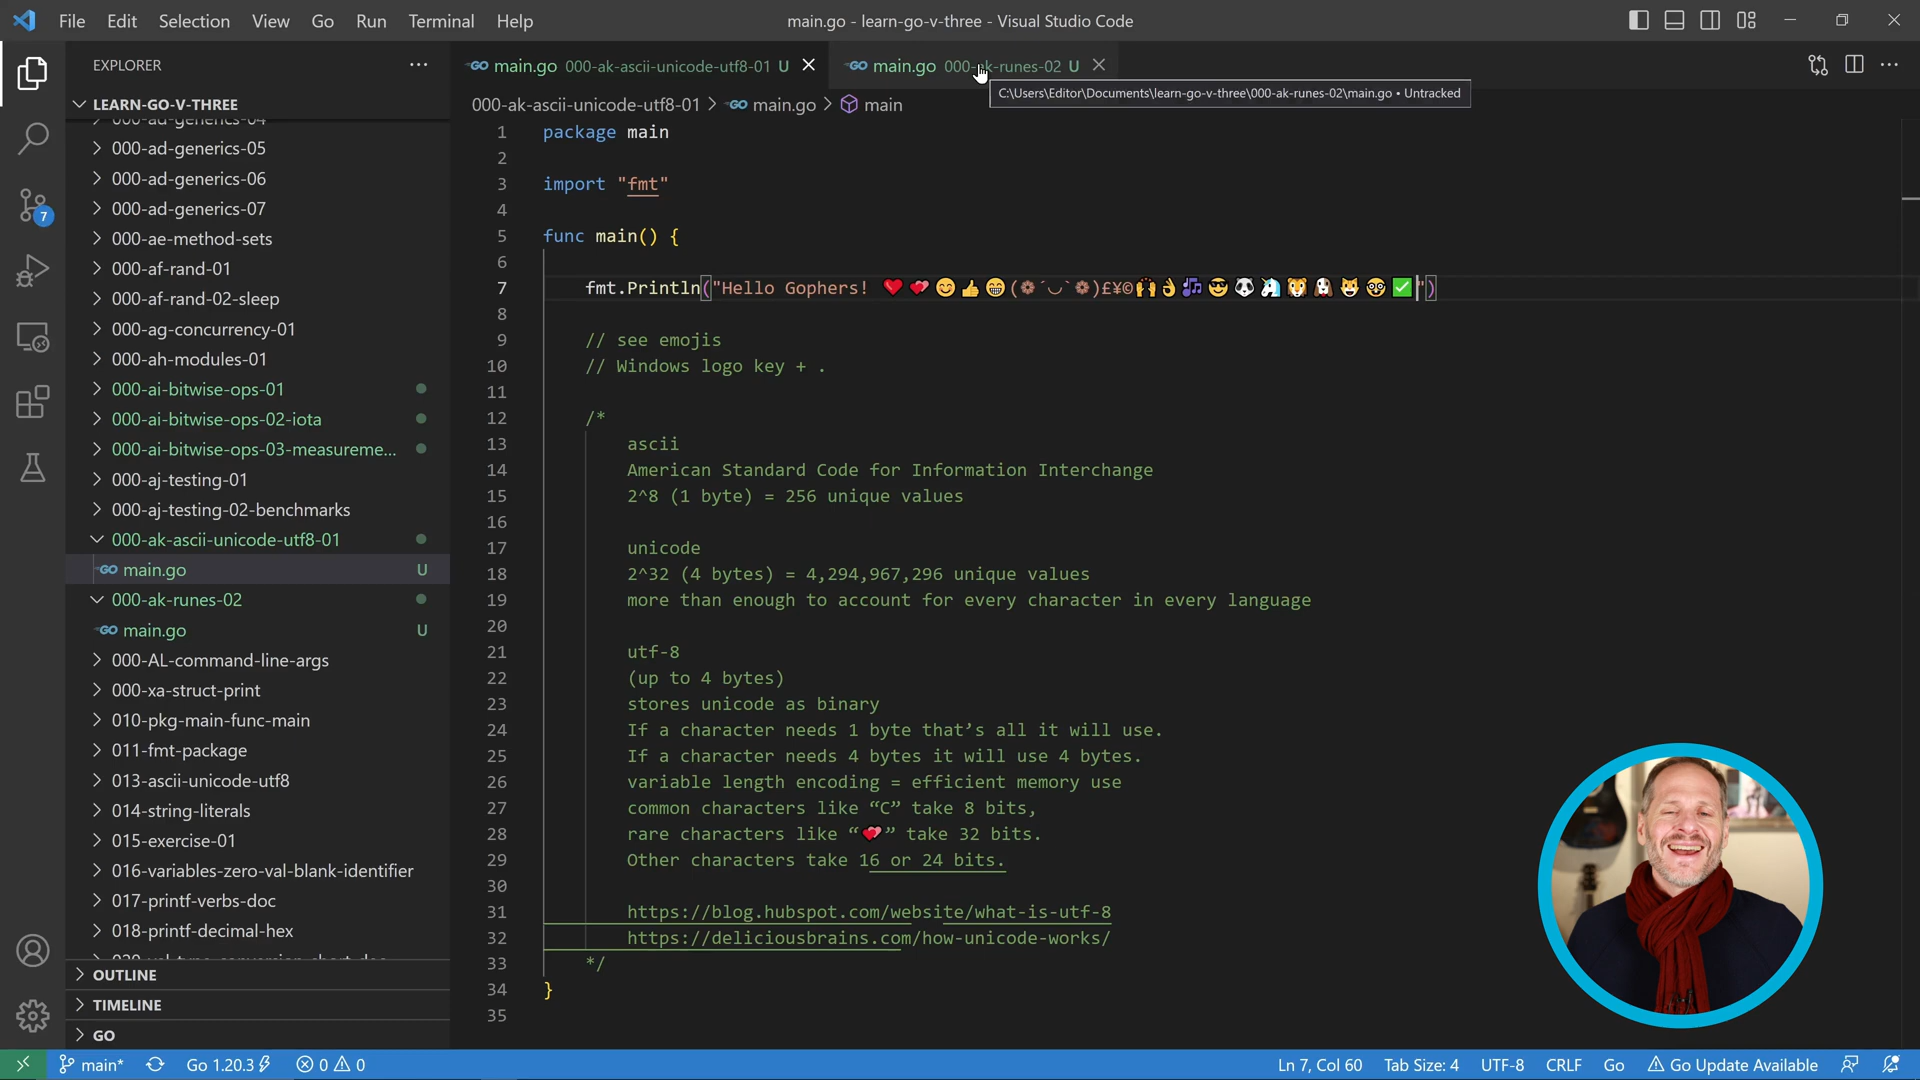 File Edit Selection View Go Run Terminal Help
main.go - learn-go-v-three - Visual Studio Code
EXPLORER
LEARN-GO-V-THREE
000-ad-generics-04
000-ad-generics-05
000-ad-generics-06
000-ad-generics-07
000-ae-method-sets
000-af-rand-01
000-af-rand-02-sleep
000-ag-concurrency-01
000-ah-modules-01
000-ai-bitwise-ops-01
000-ai-bitwise-ops-02-iota
000-ai-bitwise-ops-03-measureme...
000-aj-testing-01
000-aj-testing-02-benchmarks
000-ak-ascii-unicode-utf8-01
main.go U
000-ak-runes-02
main.go U
000-AL-command-line-args
000-xa-struct-print
010-pkg-main-func-main
011-fmt-package
013-ascii-unicode-utf8
014-string-literals
015-exercise-01
016-variables-zero-val-blank-identifier
017-printf-verbs-doc
018-printf-decimal-hex
OUTLINE
TIMELINE
GO
7
main.go 000-ak-ascii-unicode-utf8-01 U
main.go 000-ak-runes-02 U
C:\Users\Editor\Documents\learn-go-v-three\000-ak-runes-02\main.go • Untracked
000-ak-ascii-unicode-utf8-01 > main.go > main
1 package main
2
3 import "fmt"
4
5 func main() {
6
7 fmt.Println("Hello Gophers! ❤️💕😊👍😁(❁´◡`❁)£¥©🙌👌🎶😎🐼🦄🐯🐶😺🤓✅")
8
9 // see emojis
10 // Windows logo key + .
11
12 /*
13 ascii
14 American Standard Code for Information Interchange
15 2^8 (1 byte) = 256 unique values
16
17 unicode
18 2^32 (4 bytes) = 4,294,967,296 unique values
19 more than enough to account for every character in every language
20
21 utf-8
22 (up to 4 bytes)
23 stores unicode as binary
24 If a character needs 1 byte that’s all it will use.
25 If a character needs 4 bytes it will use 4 bytes.
26 variable length encoding = efficient memory use
27 common characters like “C” take 8 bits,
28 rare characters like “💕” take 32 bits.
29 Other characters take 16 or 24 bits.
30
31 https://blog.hubspot.com/website/what-is-utf-8
32 https://deliciousbrains.com/how-unicode-works/
33 */
34 }
35
main* Go 1.20.3 0 0
Ln 7, Col 60 Tab Size: 4 UTF-8 CRLF Go Go Update Available